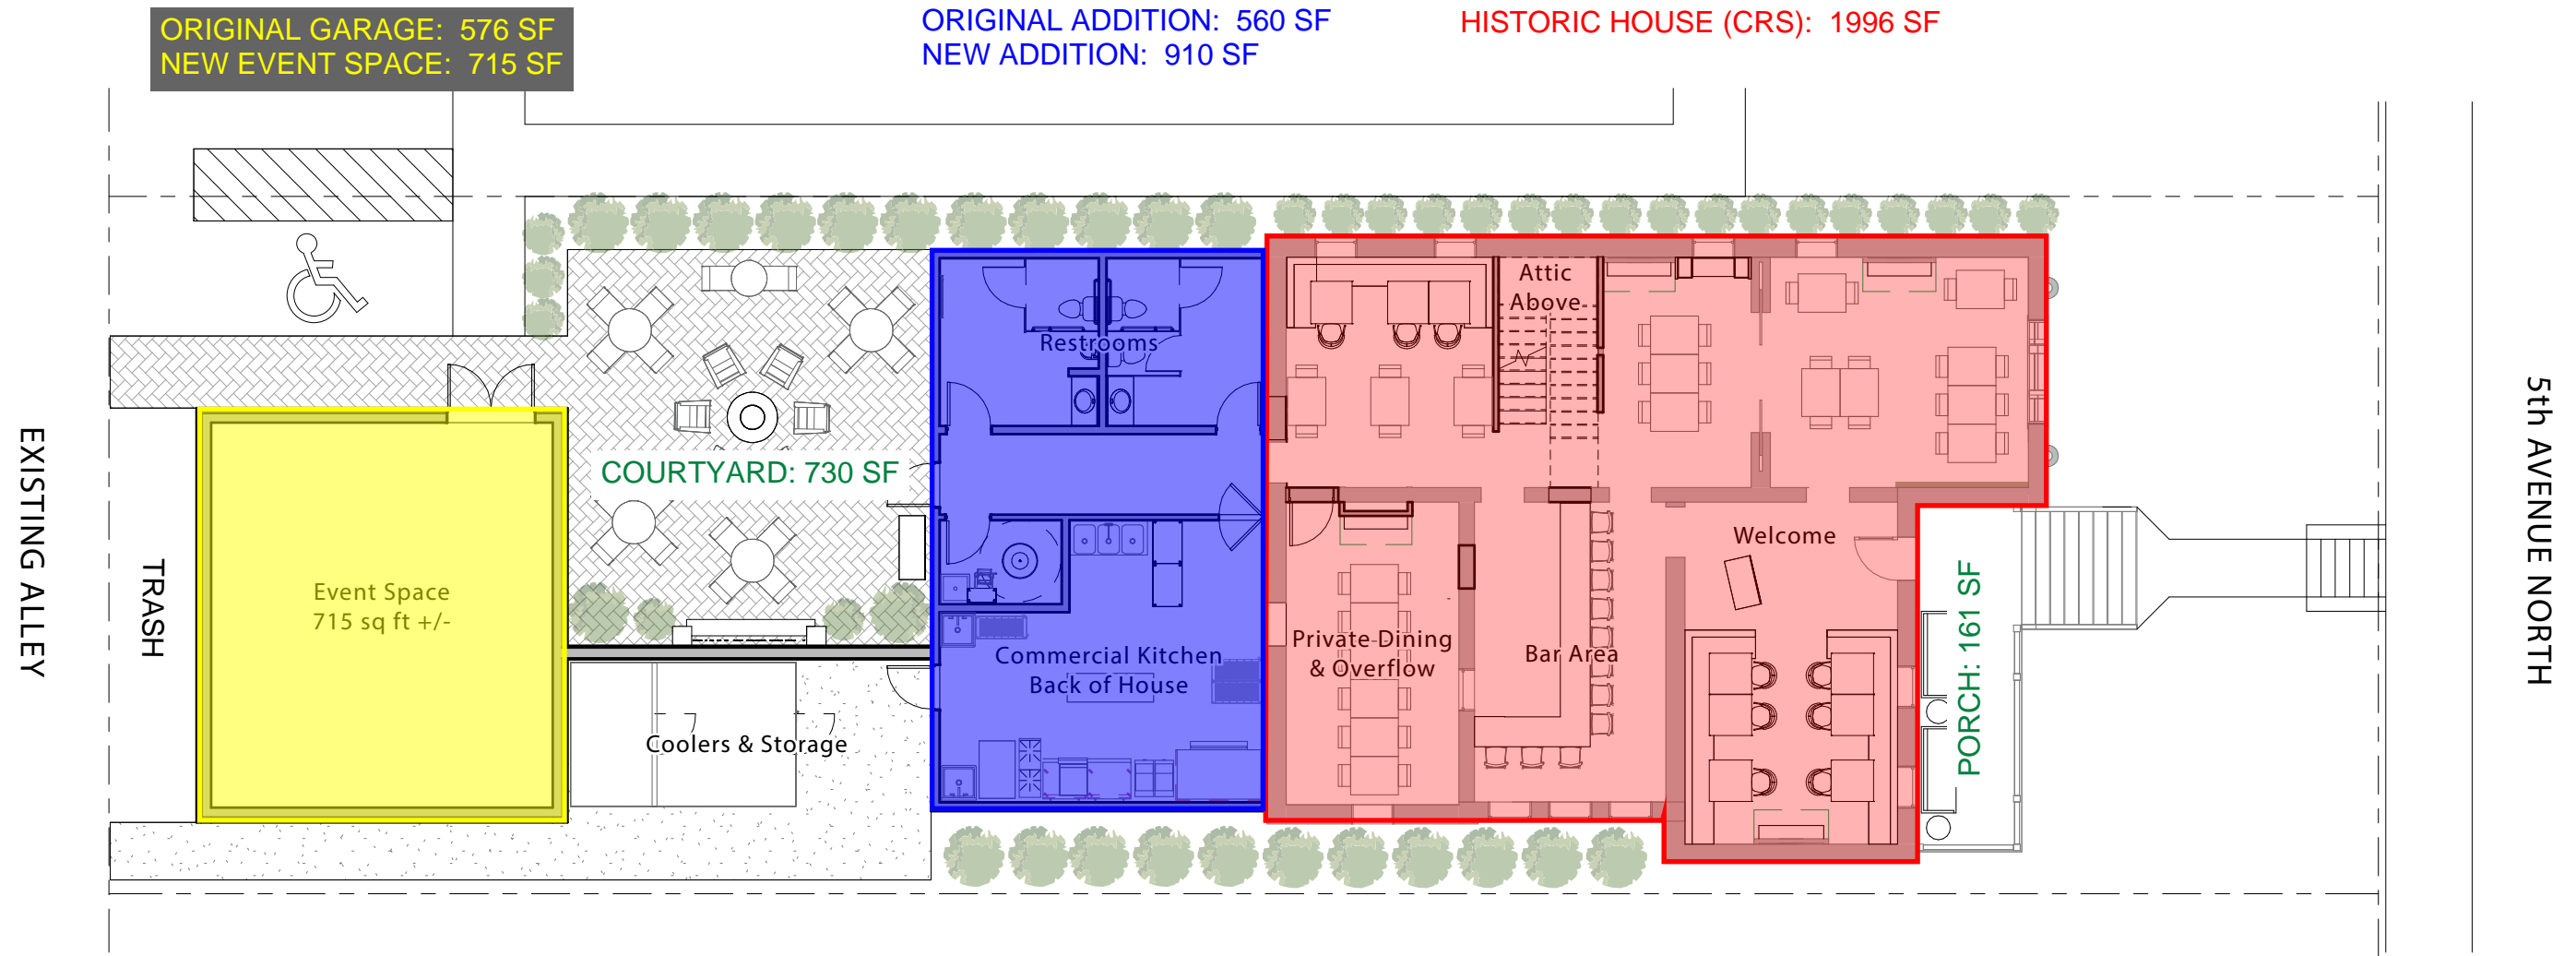 ORIGINAL GARAGE: 576 SF
NEW EVENT SPACE: 715 SF
ORIGINAL ADDITION: 560 SF
NEW ADDITION: 910 SF
HISTORIC HOUSE (CRS): 1996 SF
EXISTING ALLEY
TRASH
Event Space
715 sq ft +/-
COURTYARD: 730 SF
Coolers & Storage
Restrooms
Commercial Kitchen
Back of House
Attic
Above
Private Dining
& Overflow
Bar Area
Welcome
PORCH: 161 SF
5th AVENUE NORTH